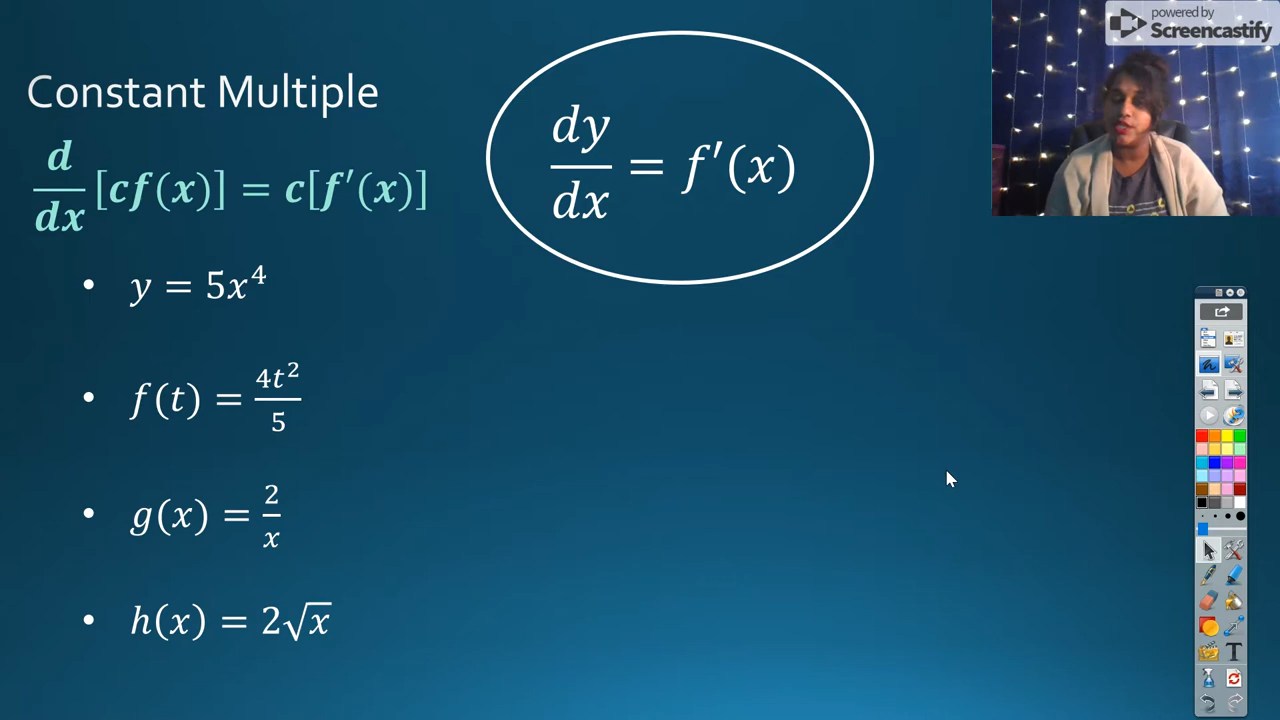 powered by
Screencastify
Constant Multiple
d/dx [cf(x)] = c[f′(x)]
dy/dx = f′(x)
• y = 5x⁴
• f(t) = 4t²/5
• g(x) = 2/x
• h(x) = 2√x
T